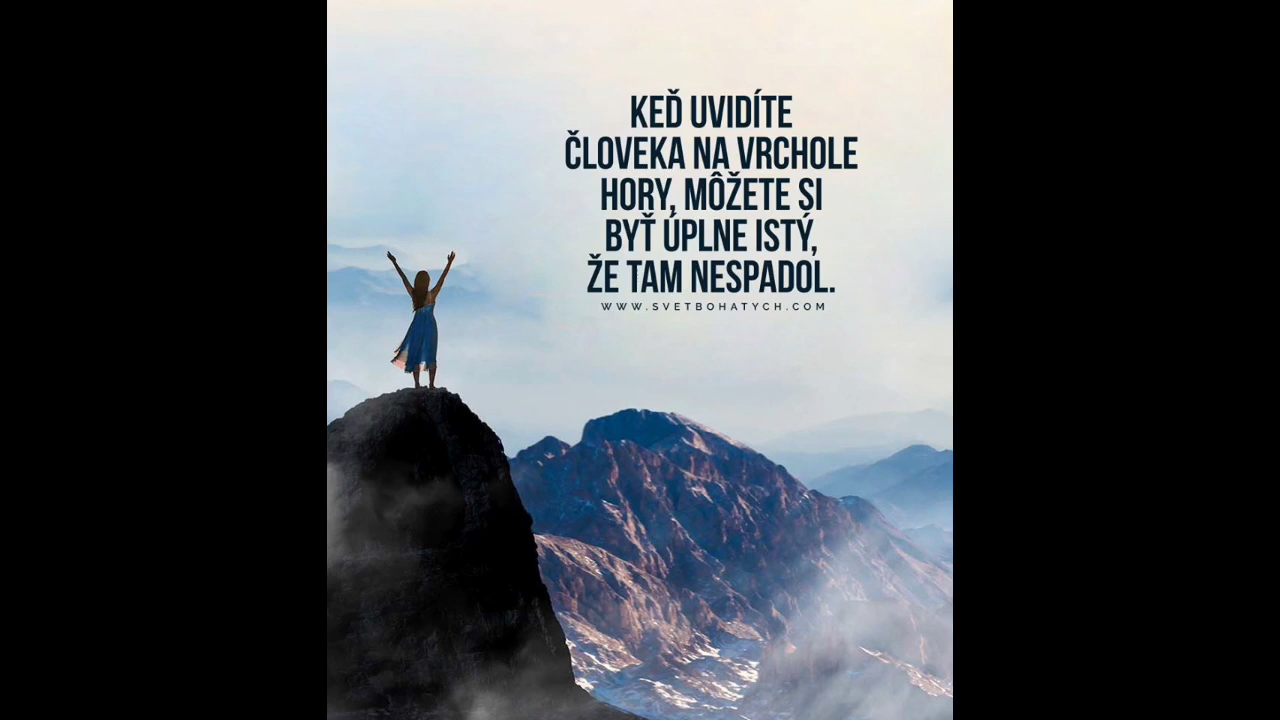 KEĎ UVIDÍTE
ČLOVEKA NA VRCHOLE
HORY, MÔŽETE SI
BYŤ ÚPLNE ISTÝ,
ŽE TAM NESPADOL.
WWW.SVETBOHATYCH.COM